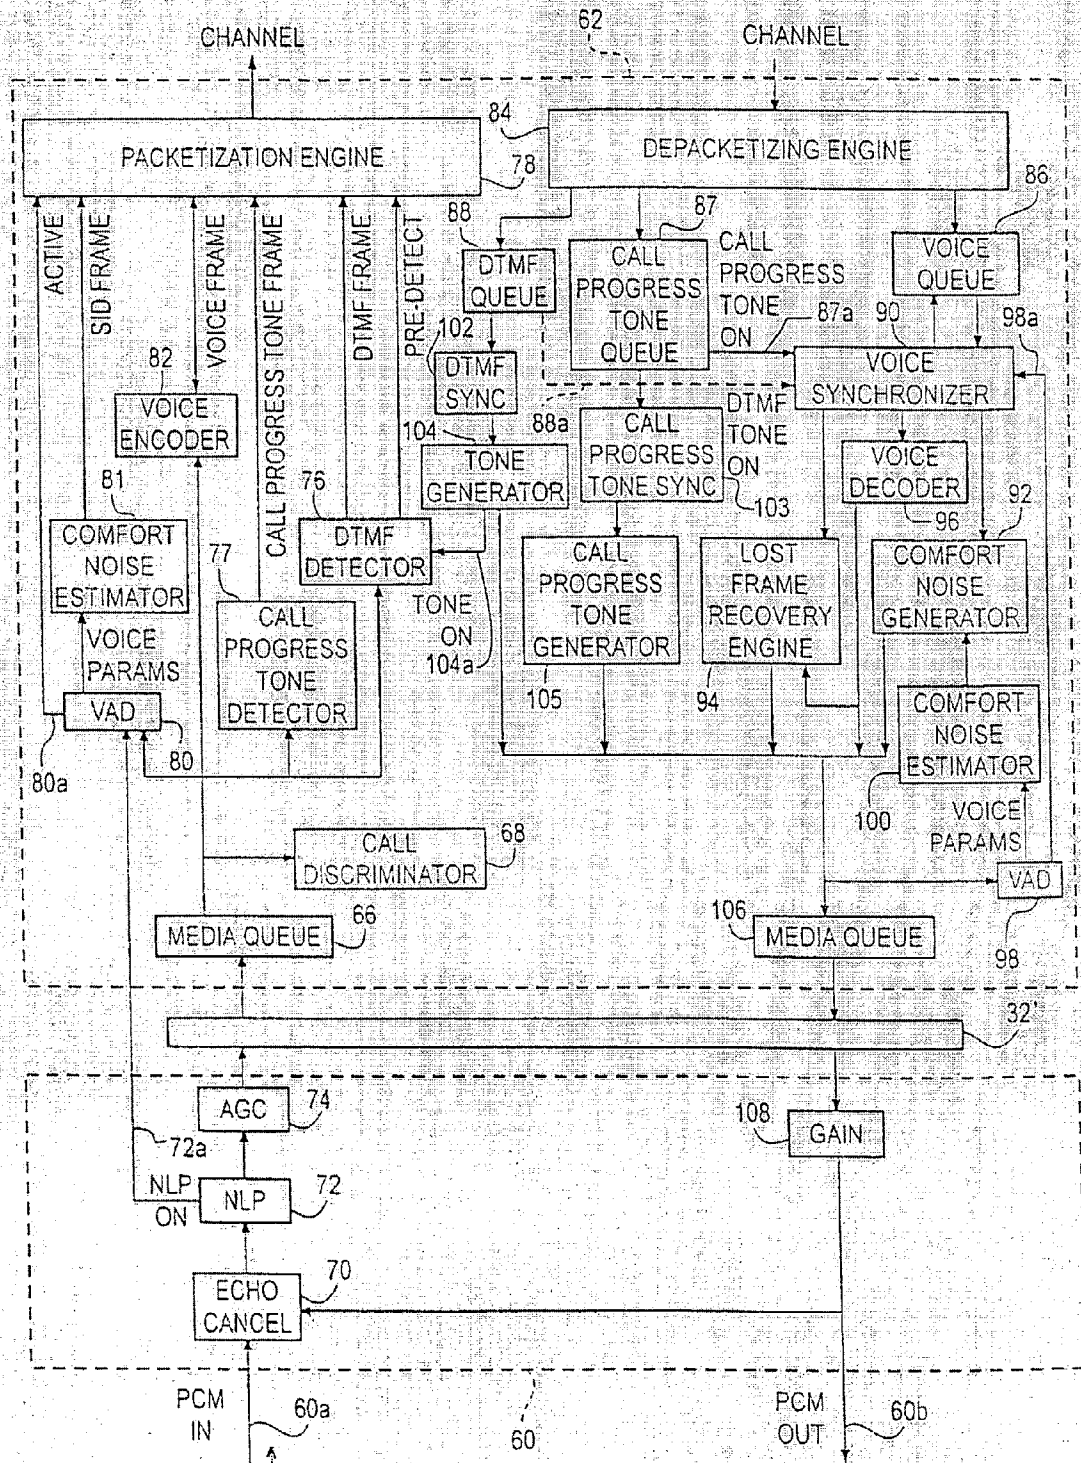 CHANNEL
62
CHANNEL
84
PACKETIZATION ENGINE
78
DEPACKETIZING ENGINE
86
ACTIVE
SID FRAME
VOICE FRAME
CALL PROGRESS TONE FRAME
DTMF FRAME
PRE-DETECT
88
DTMF
QUEUE
87
CALL
PROGRESS
TONE
QUEUE
CALL
PROGRESS
TONE
ON
87a
VOICE
QUEUE
90
98a
VOICE
SYNCHRONIZER
102
DTMF
SYNC
88a
DTMF
TONE
ON
82
VOICE
ENCODER
104
TONE
GENERATOR
CALL
PROGRESS
TONE SYNC
103
VOICE
DECODER
96
92
81
COMFORT
NOISE
ESTIMATOR
76
DTMF
DETECTOR
77
CALL
PROGRESS
TONE
DETECTOR
TONE
ON
104a
CALL
PROGRESS
TONE
GENERATOR
105
LOST
FRAME
RECOVERY
ENGINE
94
COMFORT
NOISE
GENERATOR
VOICE
PARAMS
VAD
80
80a
COMFORT
NOISE
ESTIMATOR
100
VOICE
PARAMS
CALL
DISCRIMINATOR
68
VAD
98
MEDIA QUEUE
66
106
MEDIA QUEUE
32'
AGC
74
108
GAIN
72a
NLP
ON
NLP
72
ECHO
CANCEL
70
PCM
IN
60a
60
PCM
OUT
60b